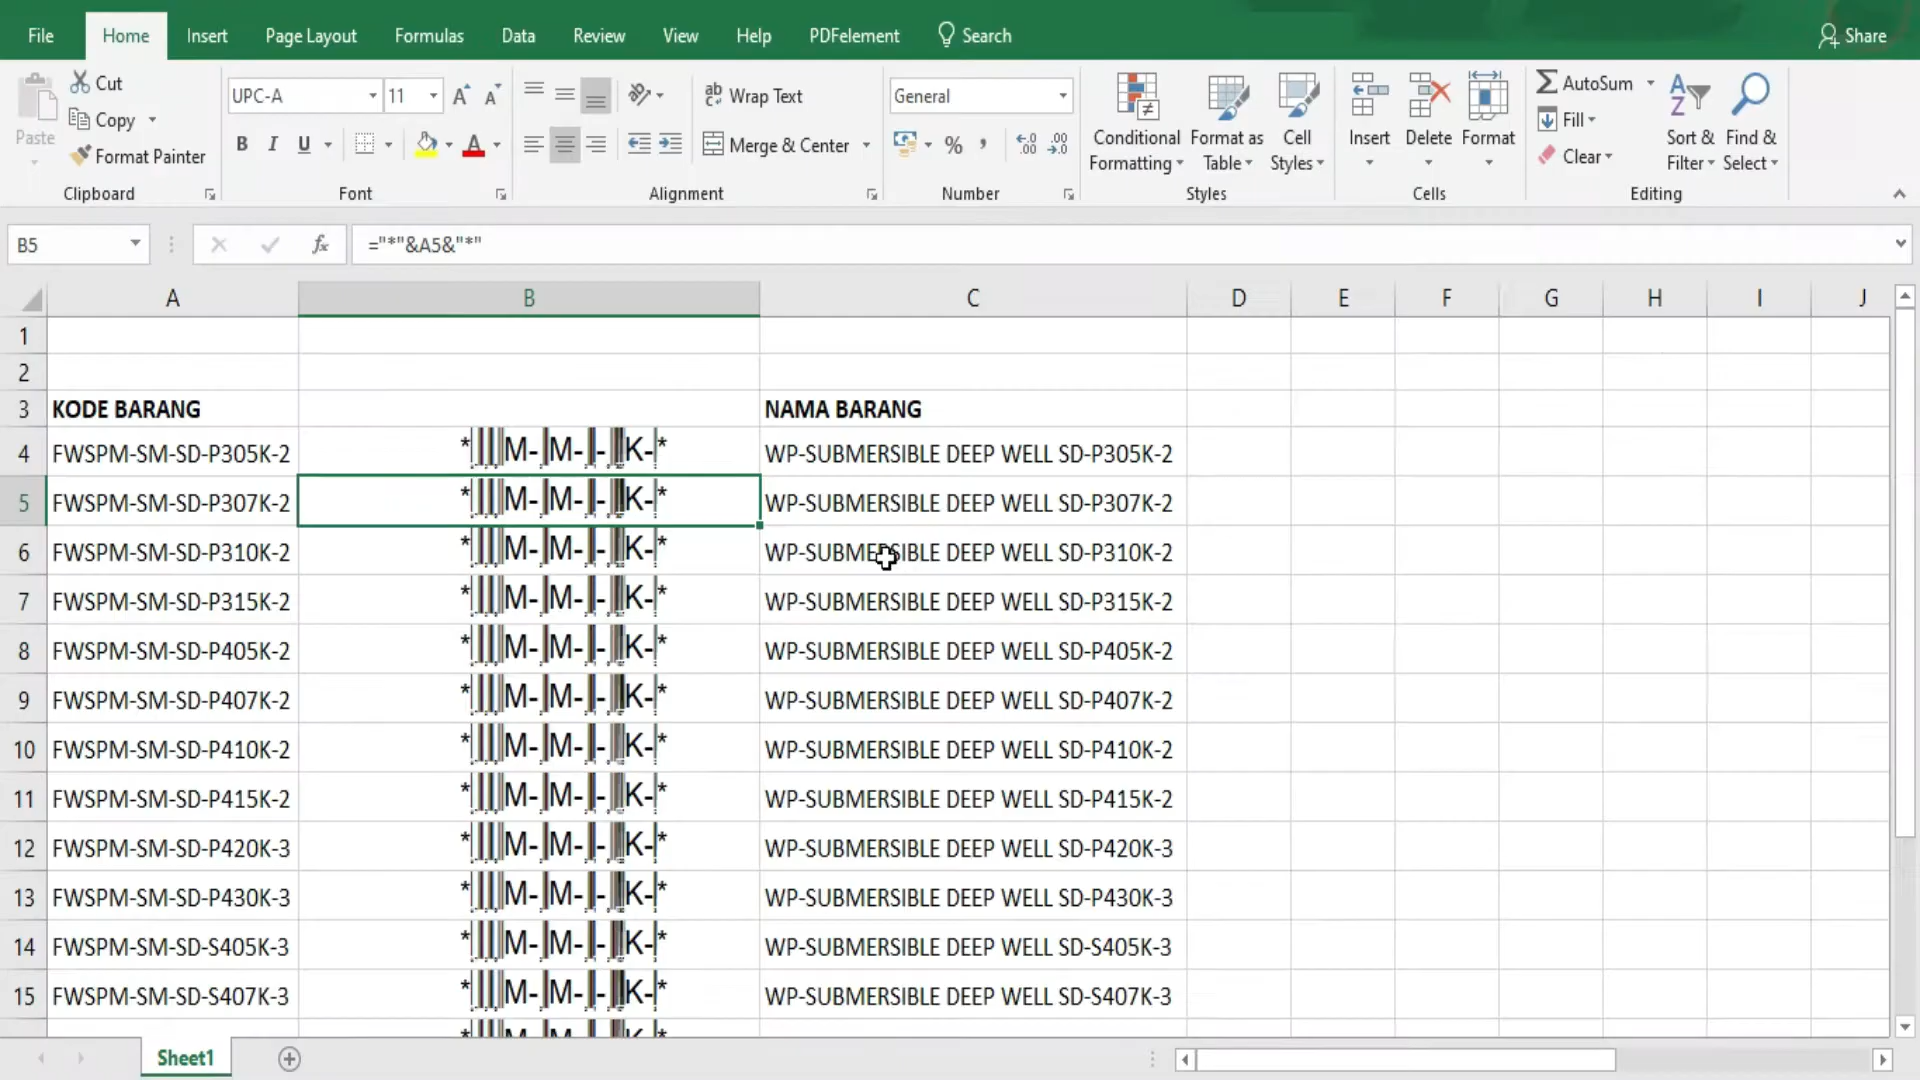 File Home Insert Page Layout Formulas Data Review View Help PDFelement Search Share
Paste
Cut
Copy
Format Painter
Clipboard
UPC-A 11 A A
B I U A
Font
ab Wrap Text
Merge & Center
Alignment
General
% , .00 .00
Number
Conditional Formatting
Format as Table
Cell Styles
Styles
Insert Delete Format
Cells
AutoSum
Fill
Clear
Sort & Filter
Find & Select
Editing
B5 fx ="*"&A5&"*"
A B C D E F G H I J
1
2
3 KODE BARANG NAMA BARANG
4 FWSPM-SM-SD-P305K-2 * M- M- - K- * WP-SUBMERSIBLE DEEP WELL SD-P305K-2
5 FWSPM-SM-SD-P307K-2 * M- M- - K- * WP-SUBMERSIBLE DEEP WELL SD-P307K-2
6 FWSPM-SM-SD-P310K-2 * M- M- - K- * WP-SUBMERSIBLE DEEP WELL SD-P310K-2
7 FWSPM-SM-SD-P315K-2 * M- M- - K- * WP-SUBMERSIBLE DEEP WELL SD-P315K-2
8 FWSPM-SM-SD-P405K-2 * M- M- - K- * WP-SUBMERSIBLE DEEP WELL SD-P405K-2
9 FWSPM-SM-SD-P407K-2 * M- M- - K- * WP-SUBMERSIBLE DEEP WELL SD-P407K-2
10 FWSPM-SM-SD-P410K-2 * M- M- - K- * WP-SUBMERSIBLE DEEP WELL SD-P410K-2
11 FWSPM-SM-SD-P415K-2 * M- M- - K- * WP-SUBMERSIBLE DEEP WELL SD-P415K-2
12 FWSPM-SM-SD-P420K-3 * M- M- - K- * WP-SUBMERSIBLE DEEP WELL SD-P420K-3
13 FWSPM-SM-SD-P430K-3 * M- M- - K- * WP-SUBMERSIBLE DEEP WELL SD-P430K-3
14 FWSPM-SM-SD-S405K-3 * M- M- - K- * WP-SUBMERSIBLE DEEP WELL SD-S405K-3
15 FWSPM-SM-SD-S407K-3 * M- M- - K- * WP-SUBMERSIBLE DEEP WELL SD-S407K-3
Sheet1